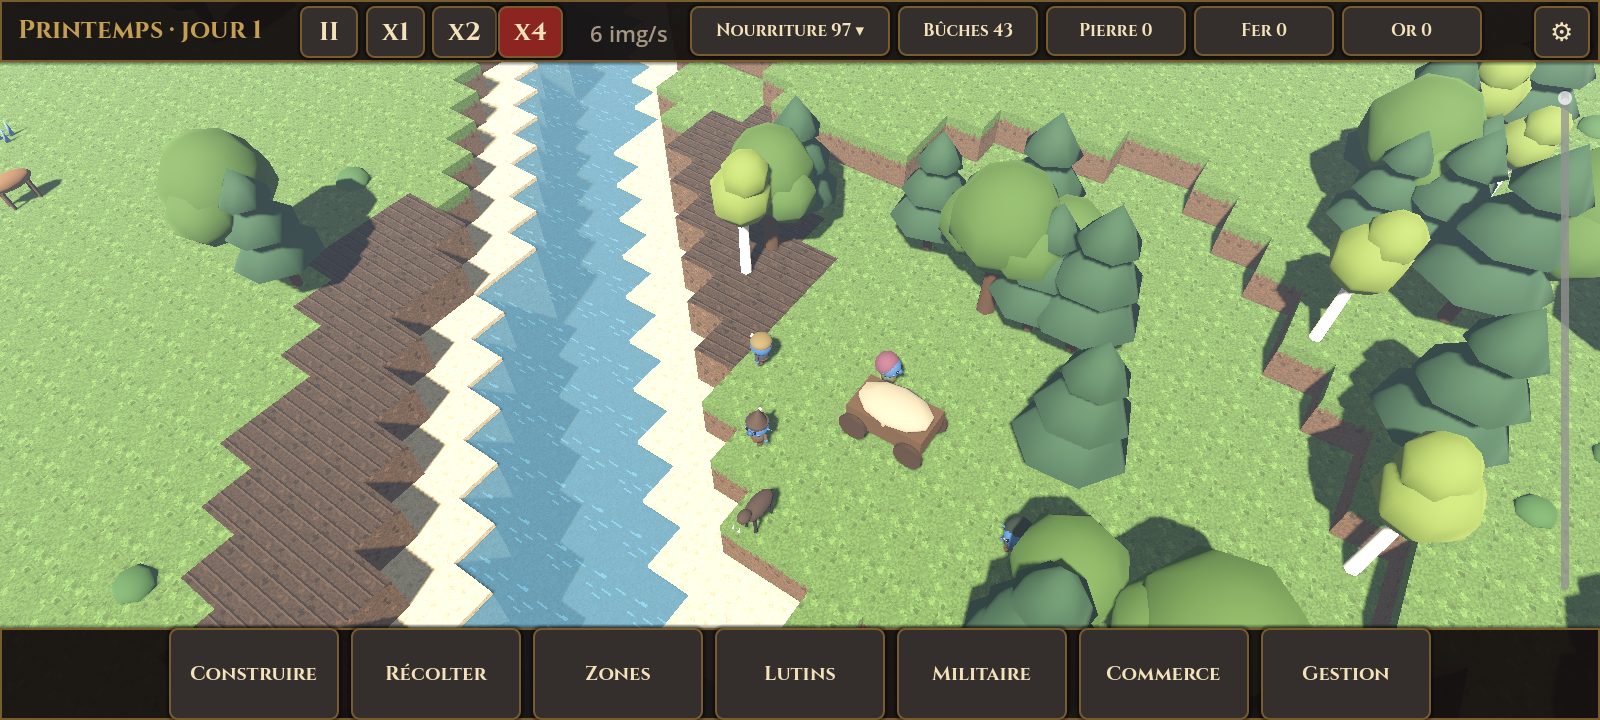 Printemps · Jour 1
II
X1
X2
X4
6 img/s
Nourriture 97 ▾
Bûches 43
Pierre 0
Fer 0
Or 0
Construire
Récolter
Zones
Lutins
Militaire
Commerce
Gestion